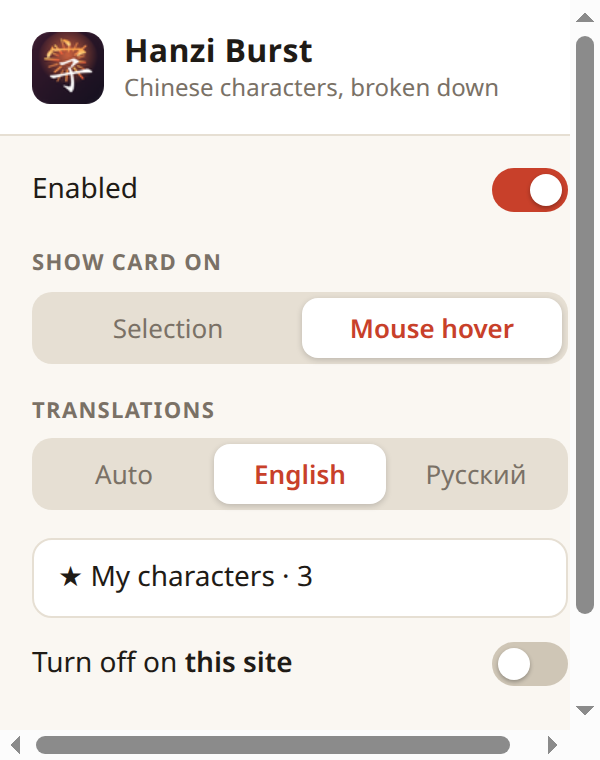 Hanzi Burst
Chinese characters, broken down
Enabled
SHOW CARD ON
Selection Mouse hover
TRANSLATIONS
Auto English Русский
★ My characters · 3
Turn off on this site